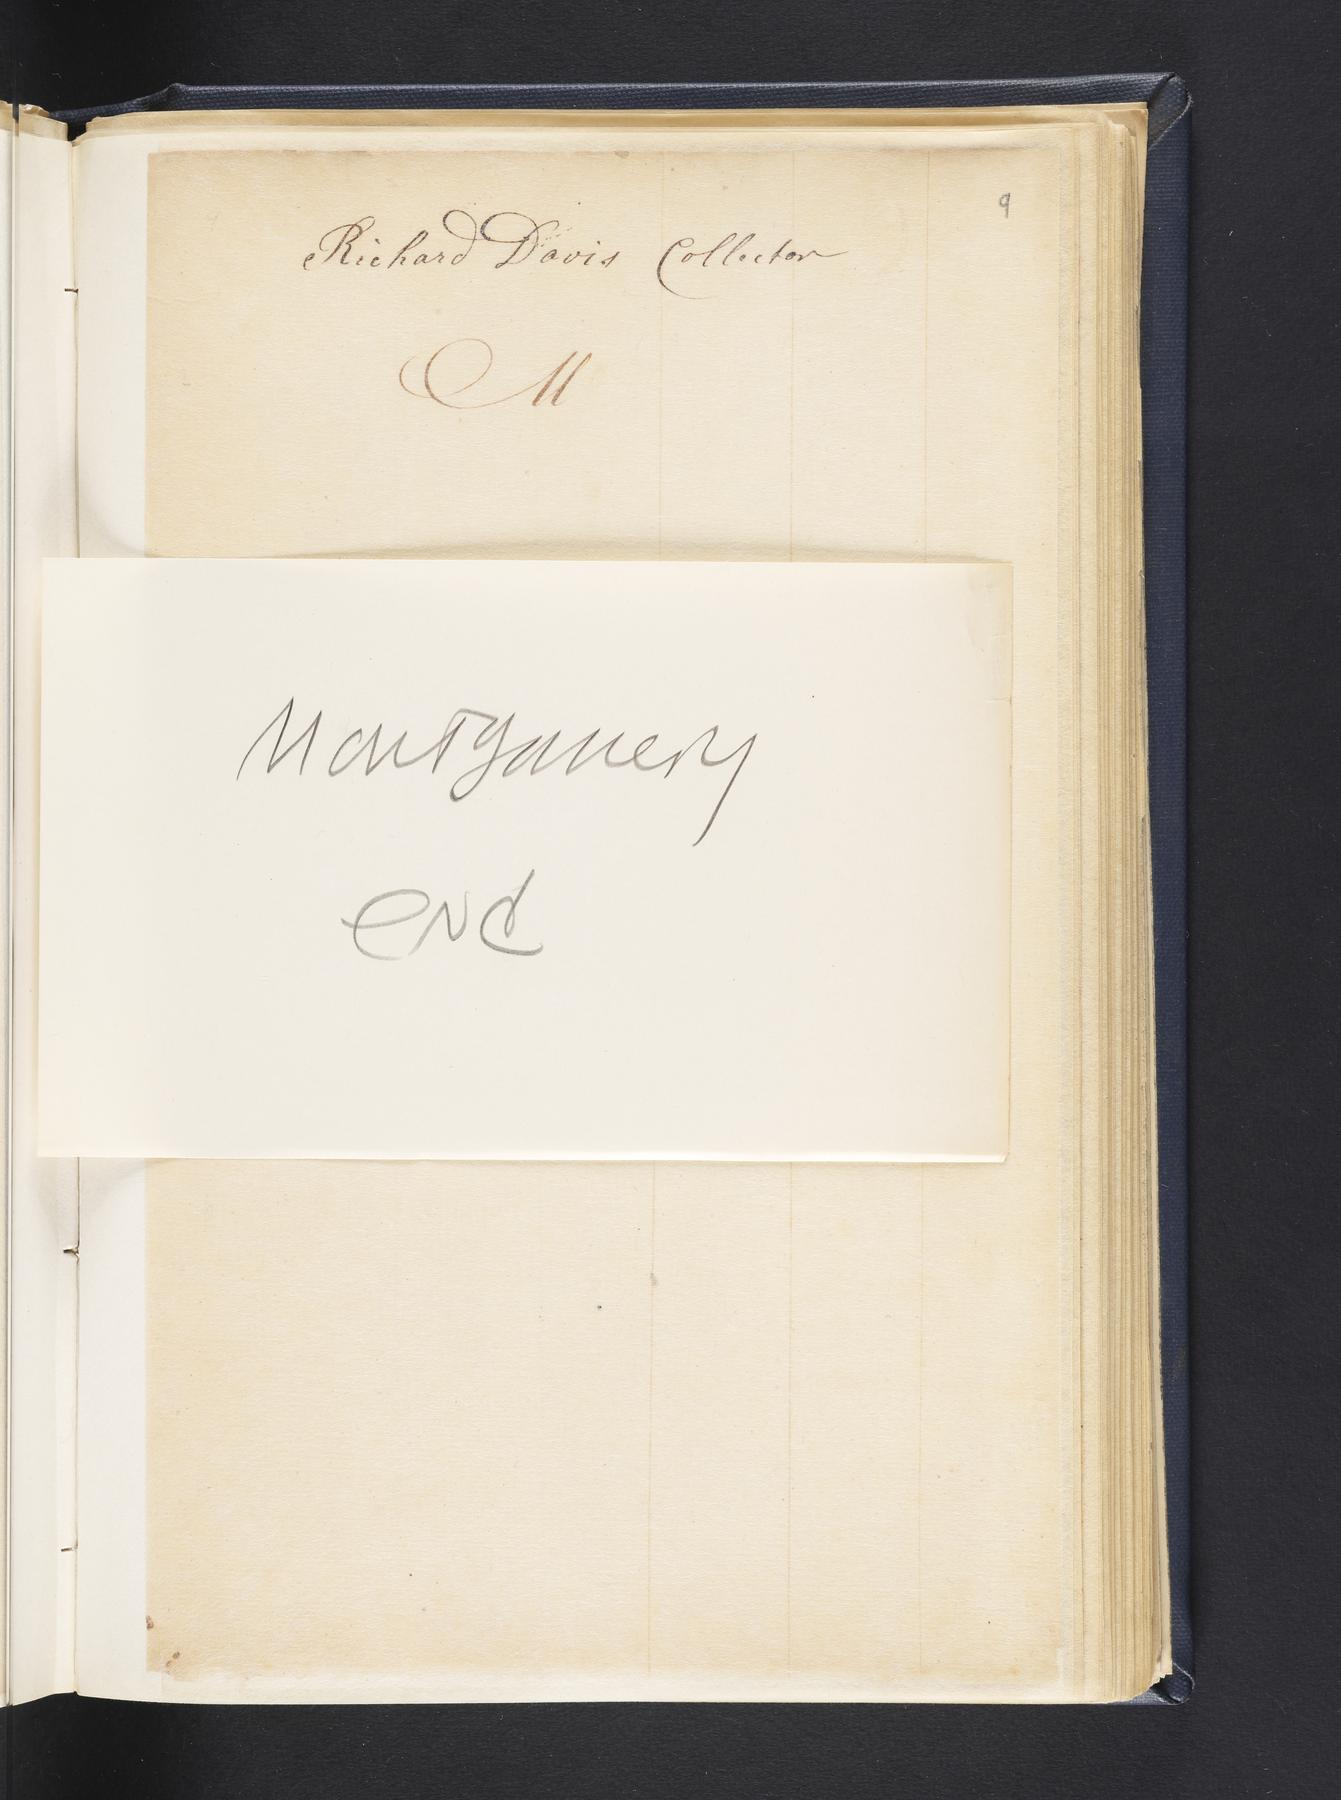 9
Richard Davis Collector
M
Montgomery
end